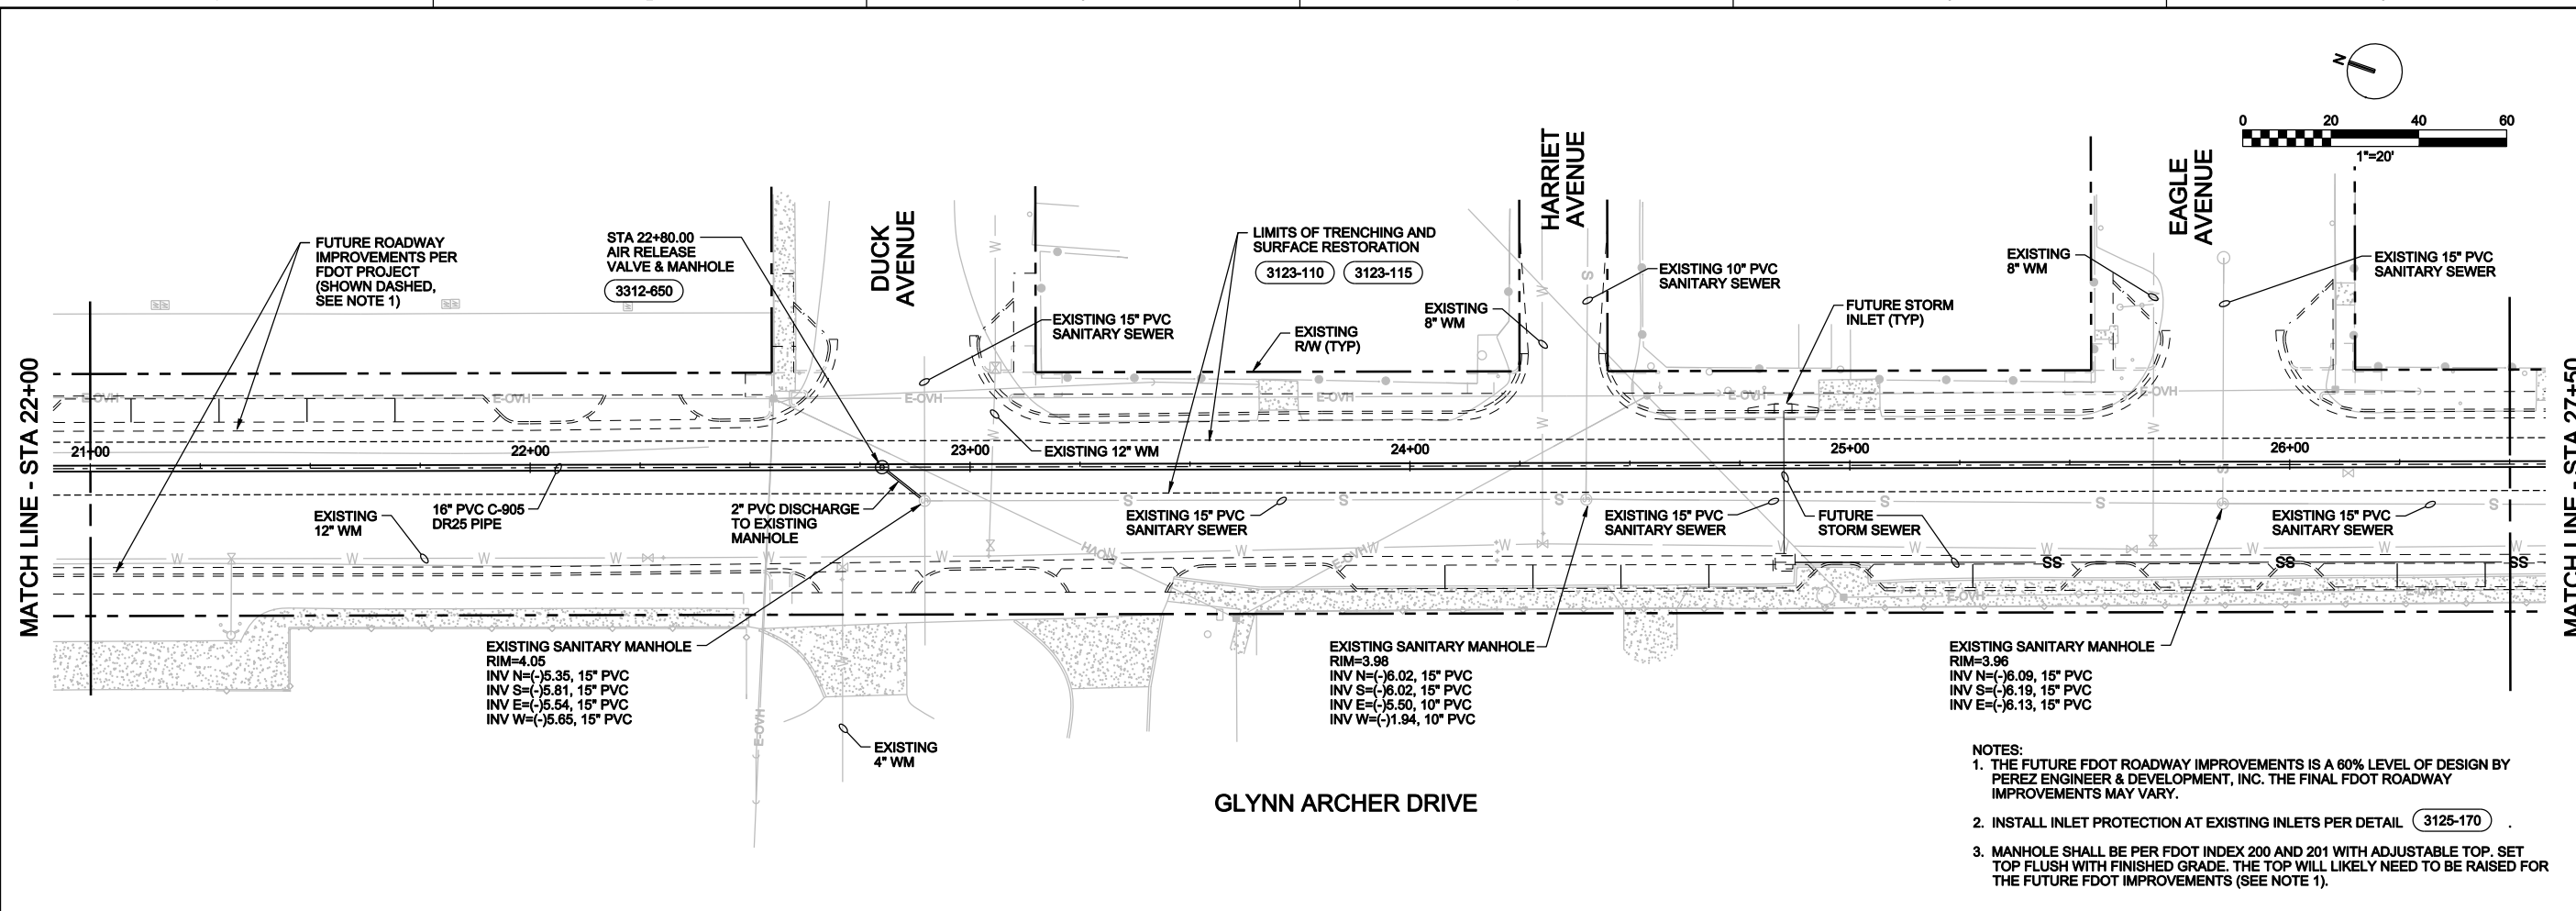 0 20 40 60
1"=20'
N
MATCH LINE - STA 22+00
MATCH LINE - STA 27+50
FUTURE ROADWAY
IMPROVEMENTS PER
FDOT PROJECT
(SHOWN DASHED,
SEE NOTE 1)
STA 22+80.00
AIR RELEASE
VALVE & MANHOLE
3312-650
DUCK
AVENUE
EXISTING 15" PVC
SANITARY SEWER
LIMITS OF TRENCHING AND
SURFACE RESTORATION
3123-110 3123-115
EXISTING
R/W (TYP)
EXISTING
8" WM
HARRIET
AVENUE
EXISTING 10" PVC
SANITARY SEWER
FUTURE STORM
INLET (TYP)
EXISTING
8" WM
EAGLE
AVENUE
EXISTING 15" PVC
SANITARY SEWER
E-OVH E-OVH E-OVH E-OVH E-OVH E-OVH
EXISTING 12" WM
21+00 22+00 23+00 24+00 25+00 26+00
EXISTING
12" WM
16" PVC C-905
DR25 PIPE
2" PVC DISCHARGE
TO EXISTING
MANHOLE
EXISTING 15" PVC
SANITARY SEWER
EXISTING 15" PVC
SANITARY SEWER
FUTURE
STORM SEWER
EXISTING 15" PVC
SANITARY SEWER
SS SS SS
EXISTING SANITARY MANHOLE
RIM=4.05
INV N=(-)5.35, 15" PVC
INV S=(-)5.81, 15" PVC
INV E=(-)5.54, 15" PVC
INV W=(-)5.65, 15" PVC
EXISTING SANITARY MANHOLE
RIM=3.98
INV N=(-)6.02, 15" PVC
INV S=(-)6.02, 15" PVC
INV E=(-)5.50, 10" PVC
INV W=(-)1.94, 10" PVC
EXISTING SANITARY MANHOLE
RIM=3.96
INV N=(-)6.09, 15" PVC
INV S=(-)6.19, 15" PVC
INV E=(-)6.13, 15" PVC
E-OVH
EXISTING
4" WM
GLYNN ARCHER DRIVE
NOTES:
1. THE FUTURE FDOT ROADWAY IMPROVEMENTS IS A 60% LEVEL OF DESIGN BY
PEREZ ENGINEER & DEVELOPMENT, INC. THE FINAL FDOT ROADWAY
IMPROVEMENTS MAY VARY.
2. INSTALL INLET PROTECTION AT EXISTING INLETS PER DETAIL 3125-170 .
3. MANHOLE SHALL BE PER FDOT INDEX 200 AND 201 WITH ADJUSTABLE TOP. SET
TOP FLUSH WITH FINISHED GRADE. THE TOP WILL LIKELY NEED TO BE RAISED FOR
THE FUTURE FDOT IMPROVEMENTS (SEE NOTE 1).